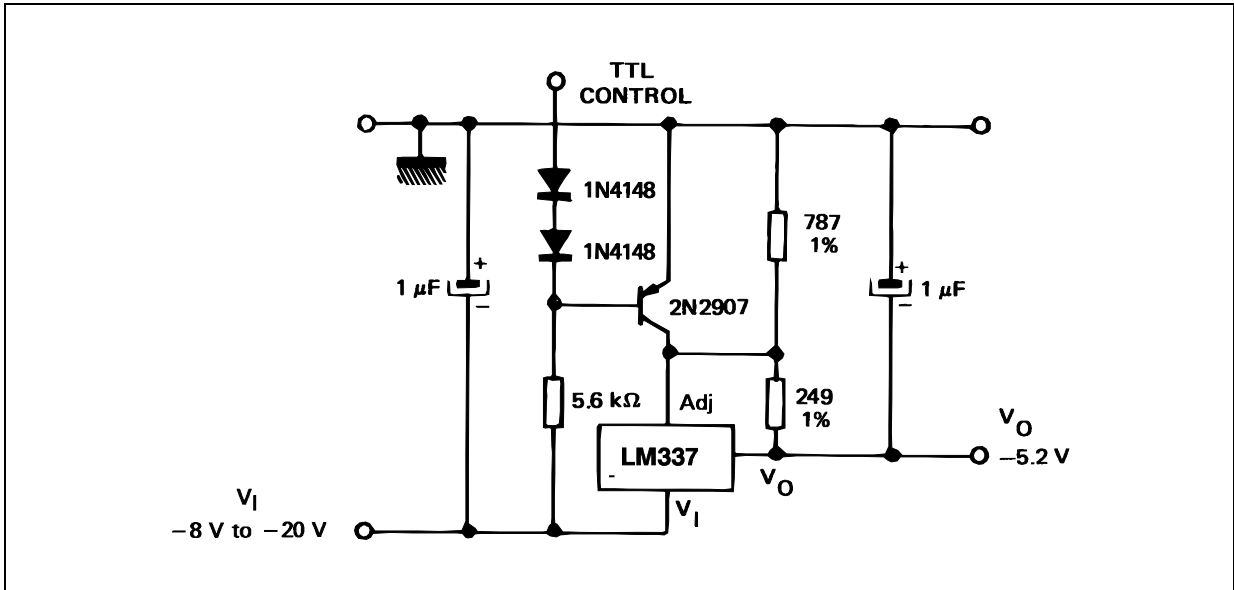 TTL
CONTROL
1N4148
1N4148
787
1%
+
1 μF
−
2N2907
+
1 μF
−
5.6 kΩ
Adj
249
1%
LM337
V_O
−5.2 V
V_O
V_I
V_I
−8 V to −20 V